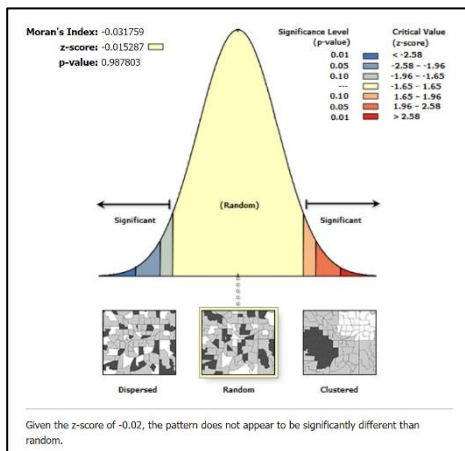 Moran's Index: -0.031759
z-score: -0.015287
p-value: 0.987803
Significance Level
(p-value)
Critical Value
(z-score)
0.01 < -2.58
0.05 -2.58 – -1.96
0.10 -1.96 – -1.65
--- -1.65 – 1.65
0.10 1.65 – 1.96
0.05 1.96 – 2.58
0.01 > 2.58
Significant
(Random)
Significant
Dispersed
Random
Clustered
Given the z-score of -0.02, the pattern does not appear to be significantly different than
random.